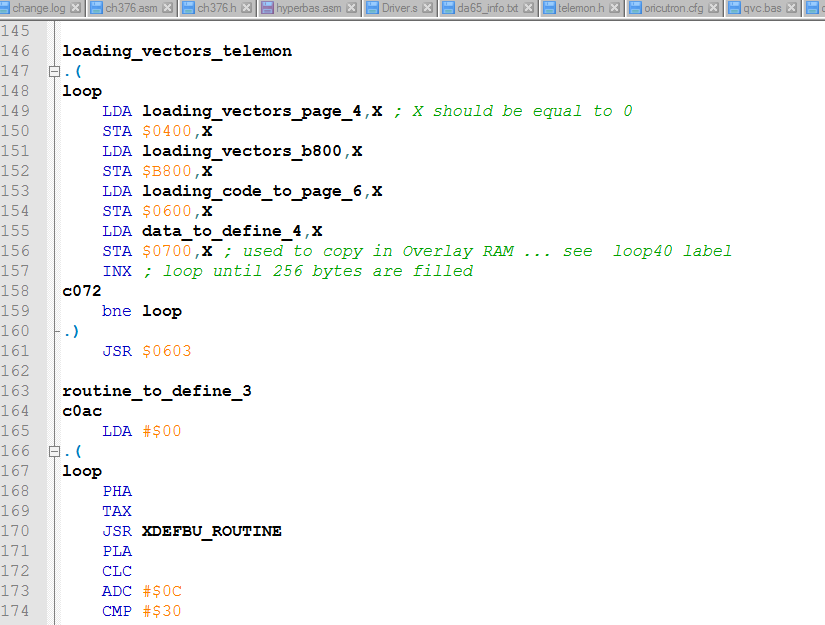 change.log ch376.asm ch376.h hyperbas.asm Driver.s da65_info.txt telemon.h oricutron.cfg qvc.bas
145
146 loading_vectors_telemon
147 .(
148 loop
149 LDA loading_vectors_page_4,X ; X should be equal to 0
150 STA $0400,X
151 LDA loading_vectors_b800,X
152 STA $B800,X
153 LDA loading_code_to_page_6,X
154 STA $0600,X
155 LDA data_to_define_4,X
156 STA $0700,X ; used to copy in Overlay RAM ... see  loop40 label
157 INX ; loop until 256 bytes are filled
158 c072
159 bne loop
160 .)
161 JSR $0603
162
163 routine_to_define_3
164 c0ac
165 LDA #$00
166 .(
167 loop
168 PHA
169 TAX
170 JSR XDEFBU_ROUTINE
171 PLA
172 CLC
173 ADC #$0C
174 CMP #$30